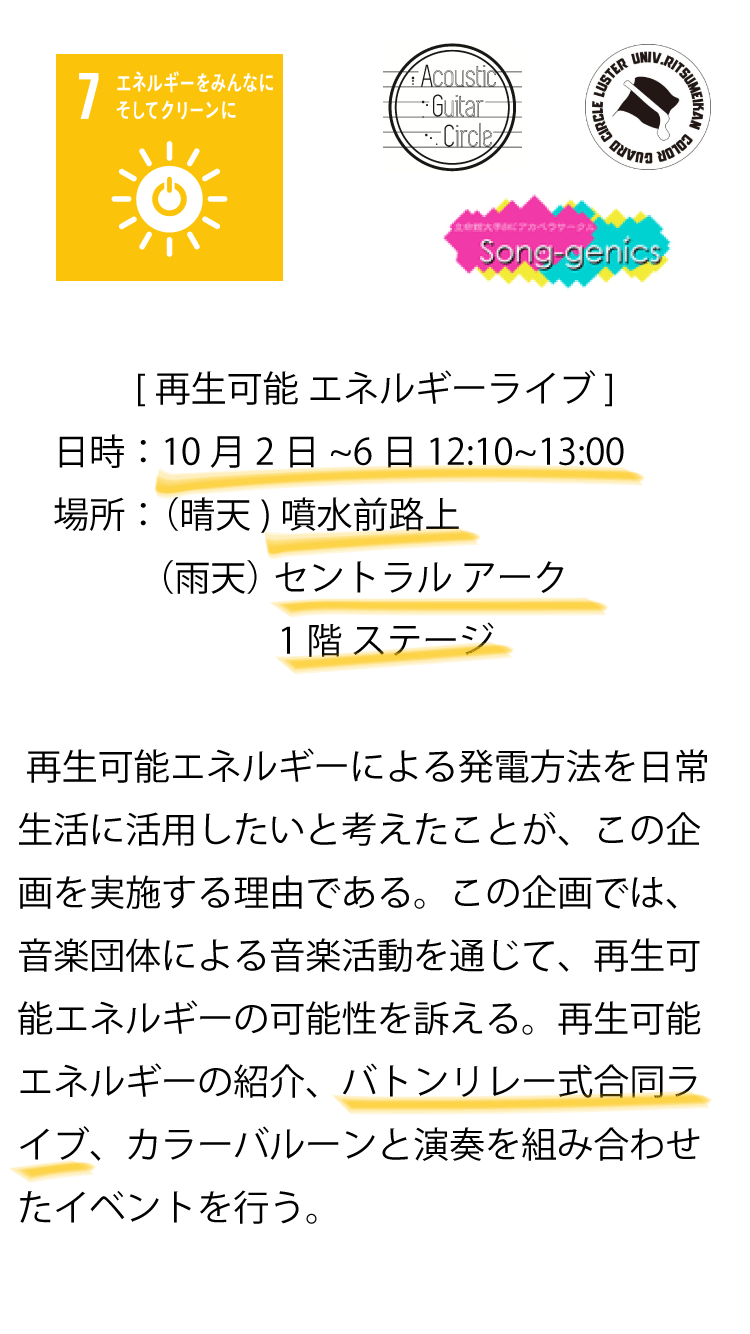 7
エネルギーをみんなに
そしてクリーンに
Acoustic
Guitar
Circle
COLOR GUARD CIRCLE LUSTER UNIV.RITSUMEIKAN
立命館大学BKCアカペラサークル
Song-genics
[ 再生可能 エネルギーライブ ]
日時：10 月 2 日 ~6 日 12:10~13:00
場所：（晴天 ) 噴水前路上
（雨天） セントラル アーク
1 階 ステージ
再生可能エネルギーによる発電方法を日常
生活に活用したいと考えたことが、この企
画を実施する理由である。この企画では、
音楽団体による音楽活動を通じて、再生可
能エネルギーの可能性を訴える。再生可能
エネルギーの紹介、バトンリレー式合同ラ
イブ、カラーバルーンと演奏を組み合わせ
たイベントを行う。